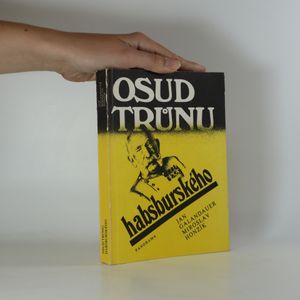 OSUD
TRŮNU
habsburského
JAN
GALANDAUER
MIROSLAV
HONZÍK
PANORAMA